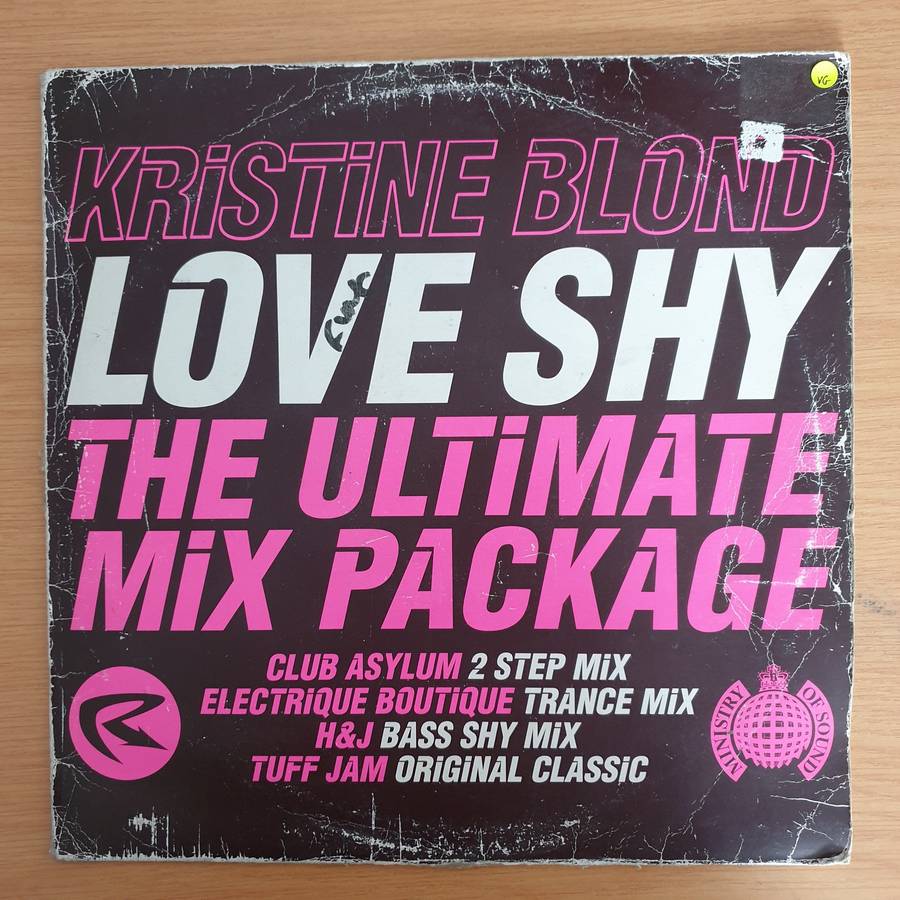 VG
KRiSTiNE BLOND
LOVE SHY
Funk
THE ULTiMATE
MiX PACKAGE
CLUB ASYLUM 2 STEP MiX
ELECTRiQUE BOUTiQUE TRANCE MiX
H&J BASS SHY MiX
TUFF JAM ORiGiNAL CLASSiC
MINISTRY OF SOUND